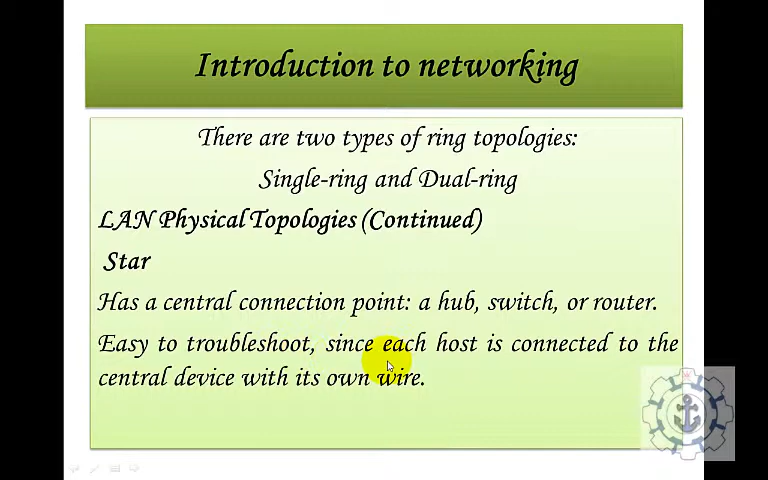 Introduction to networking
There are two types of ring topologies:
Single-ring and Dual-ring
LAN Physical Topologies (Continued)
Star
Has a central connection point: a hub, switch, or router.
Easy to troubleshoot, since each host is connected to the
central device with its own wire.